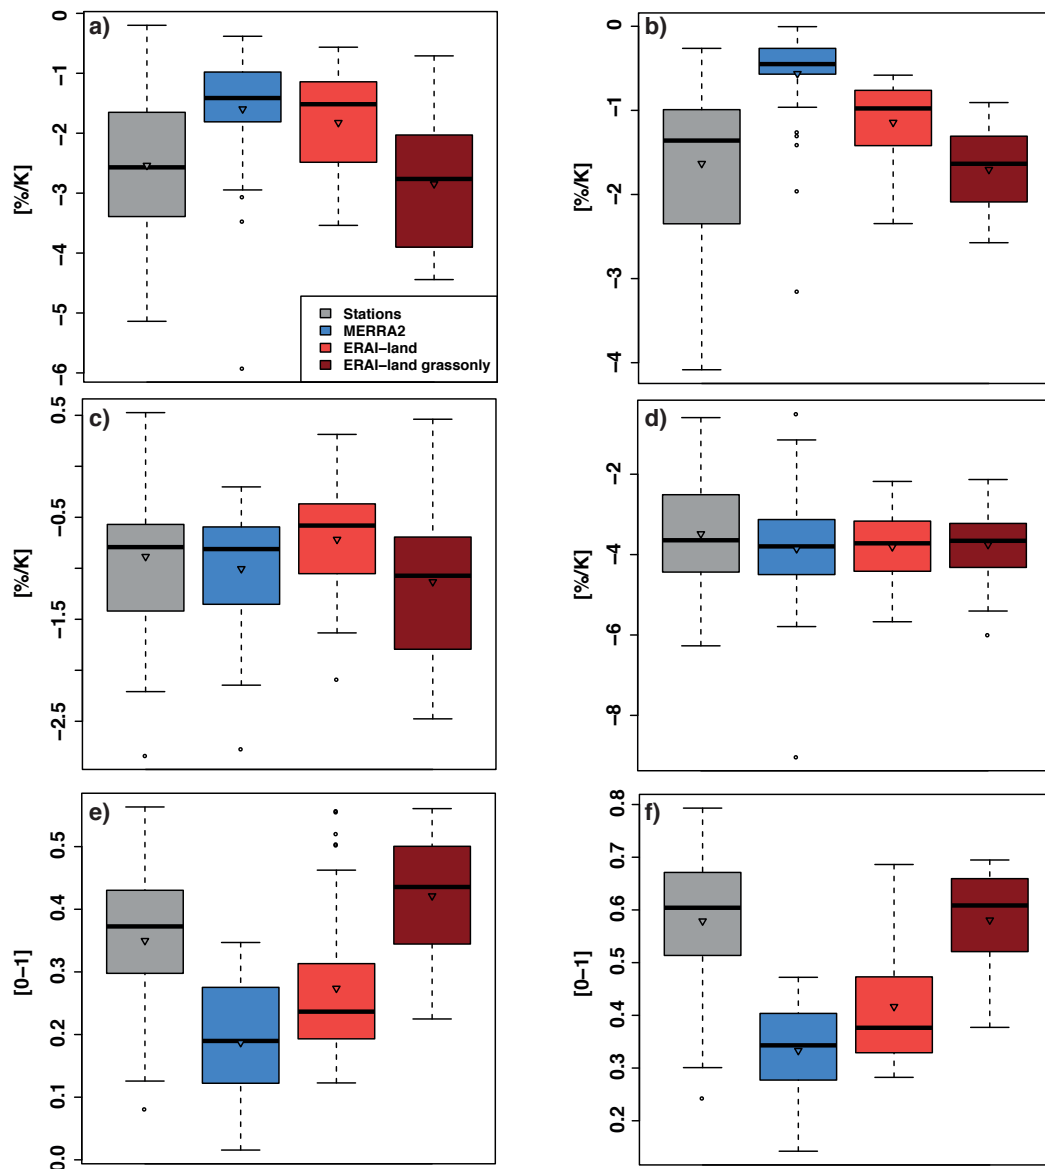 a)
0
−1
−2
−3
−4
−5
−6
[%/K]
Stations
MERRA2
ERAI−land
ERAI−land grassonly
b)
0
−1
−2
−3
−4
[%/K]
c)
0.5
−0.5
−1.5
−2.5
[%/K]
d)
−2
−4
−6
−8
[%/K]
e)
0.5
0.4
0.3
0.2
0.1
0.0
[0−1]
f)
0.8
0.7
0.6
0.5
0.4
0.3
0.2
[0−1]